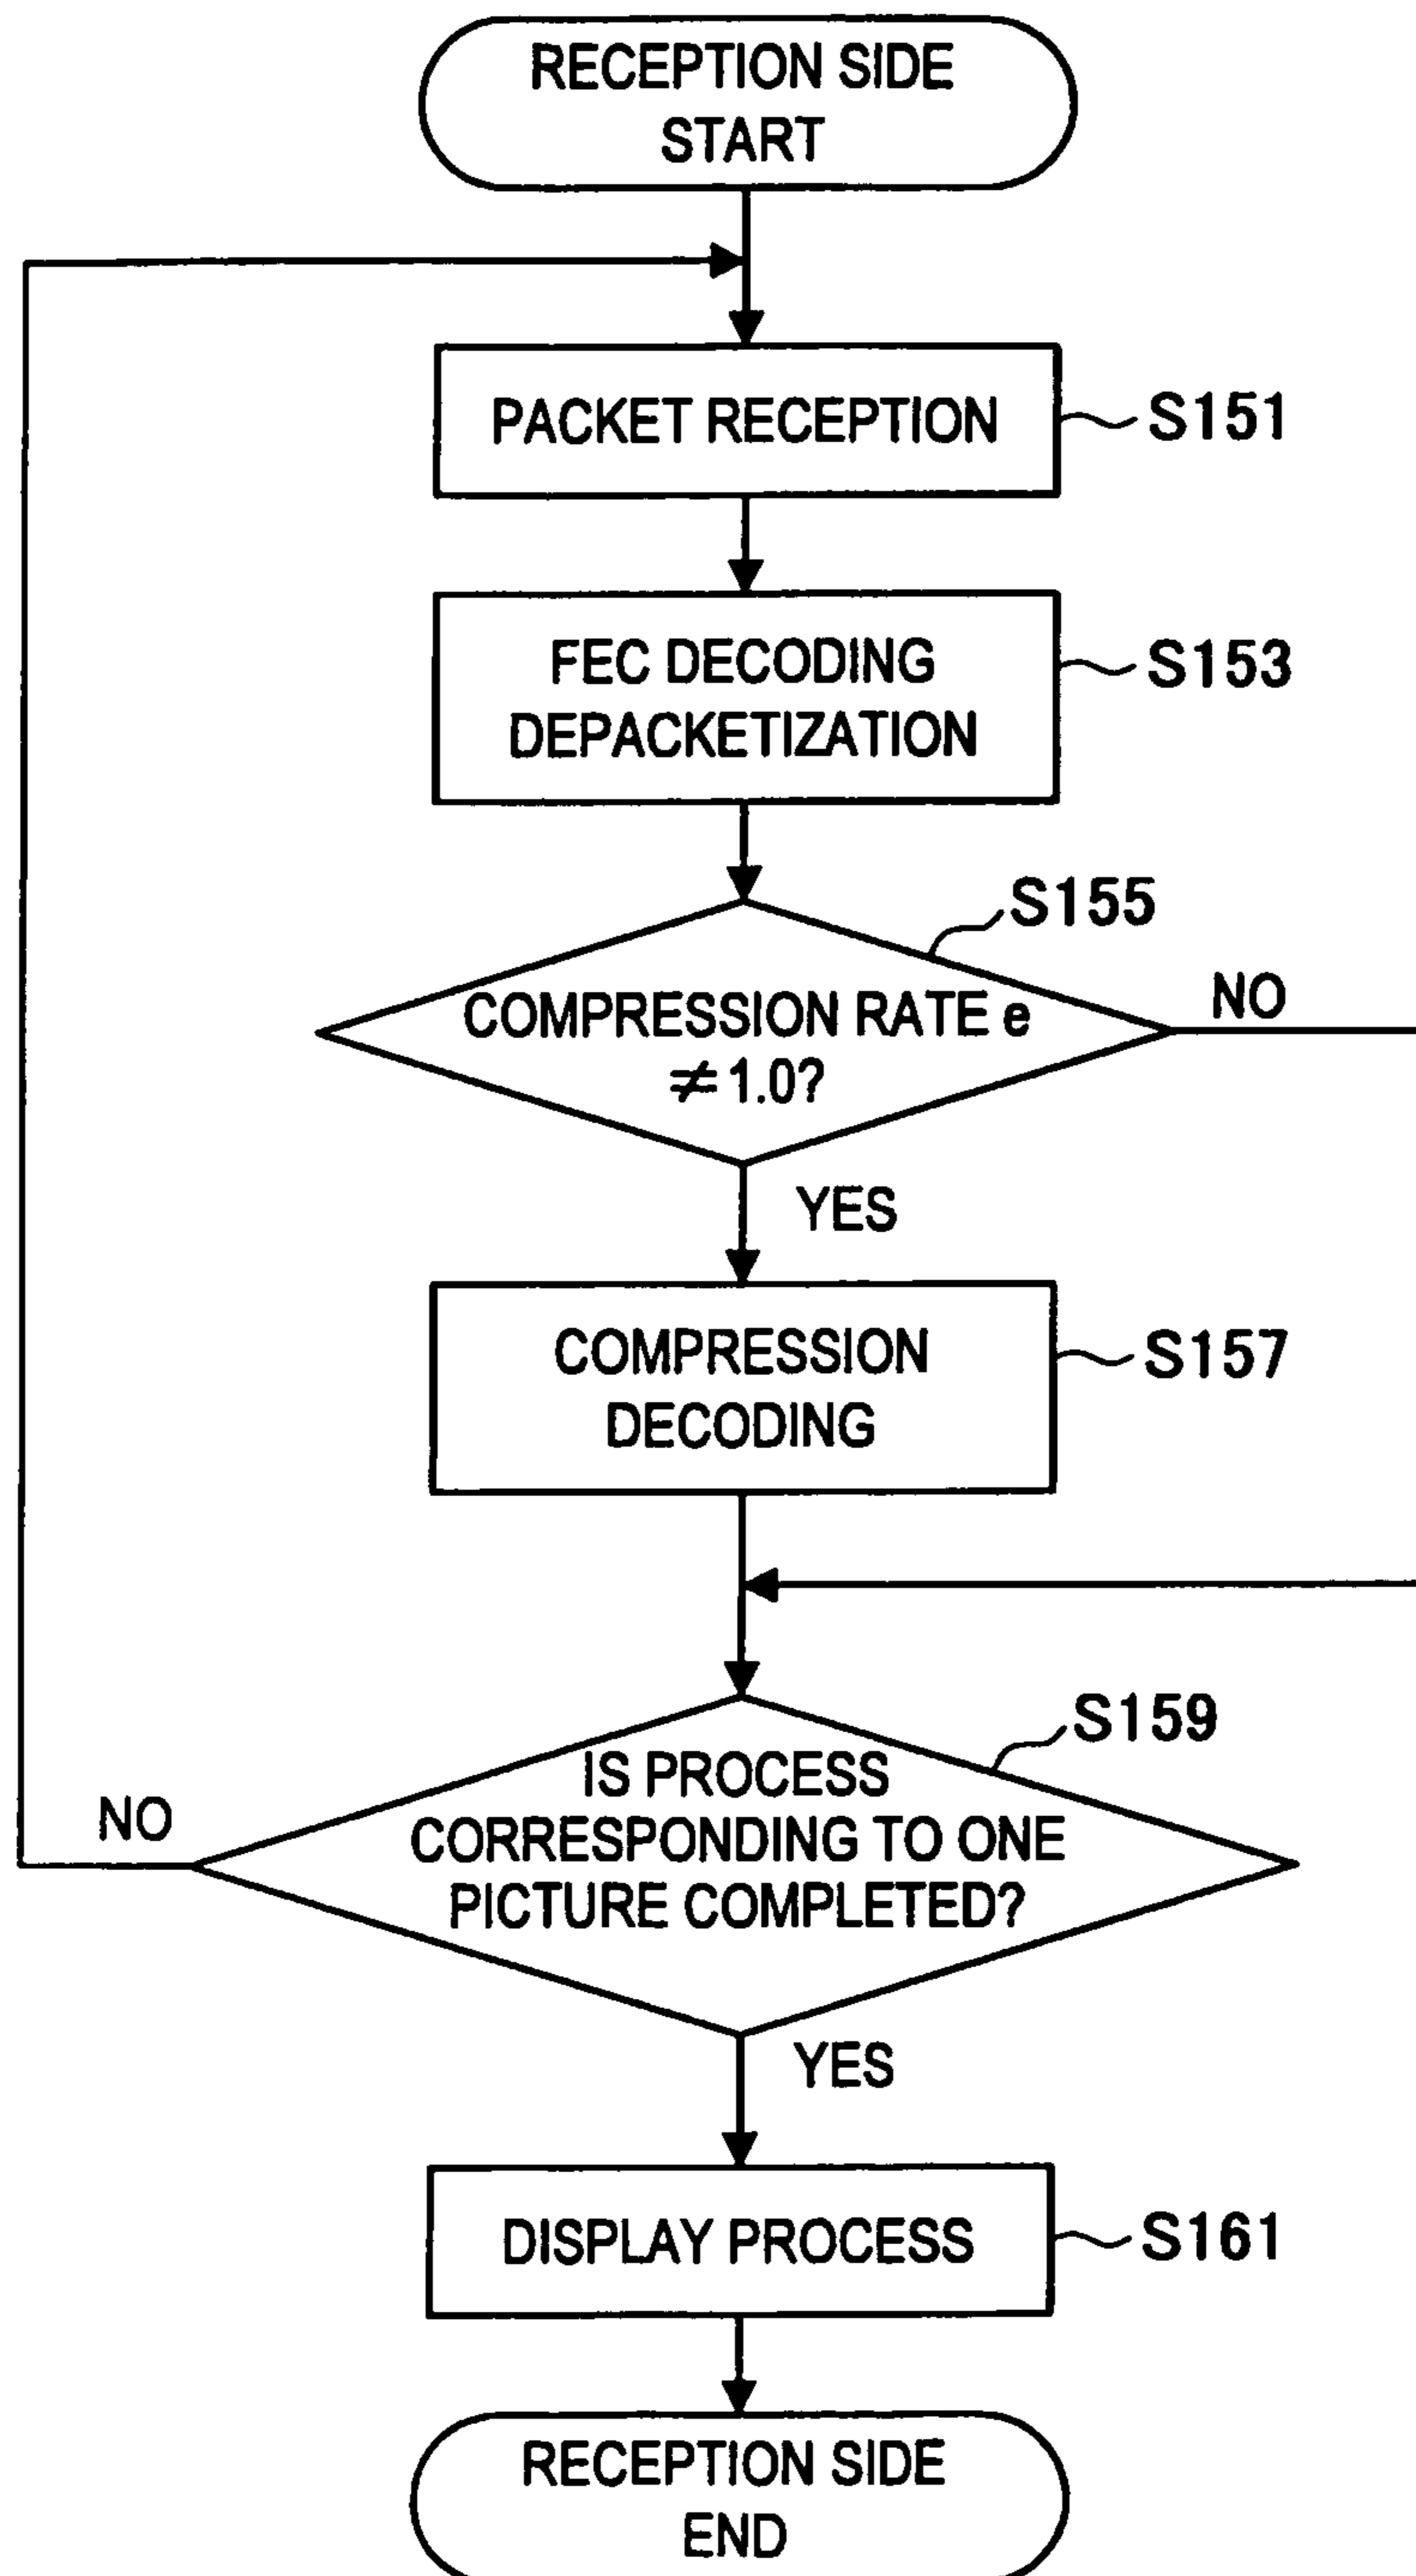 RECEPTION SIDE
START
PACKET RECEPTION
S151
FEC DECODING
DEPACKETIZATION
S153
S155
COMPRESSION RATE e
≠1.0?
NO
YES
COMPRESSION
DECODING
S157
S159
IS PROCESS
CORRESPONDING TO ONE
PICTURE COMPLETED?
NO
YES
DISPLAY PROCESS
S161
RECEPTION SIDE
END